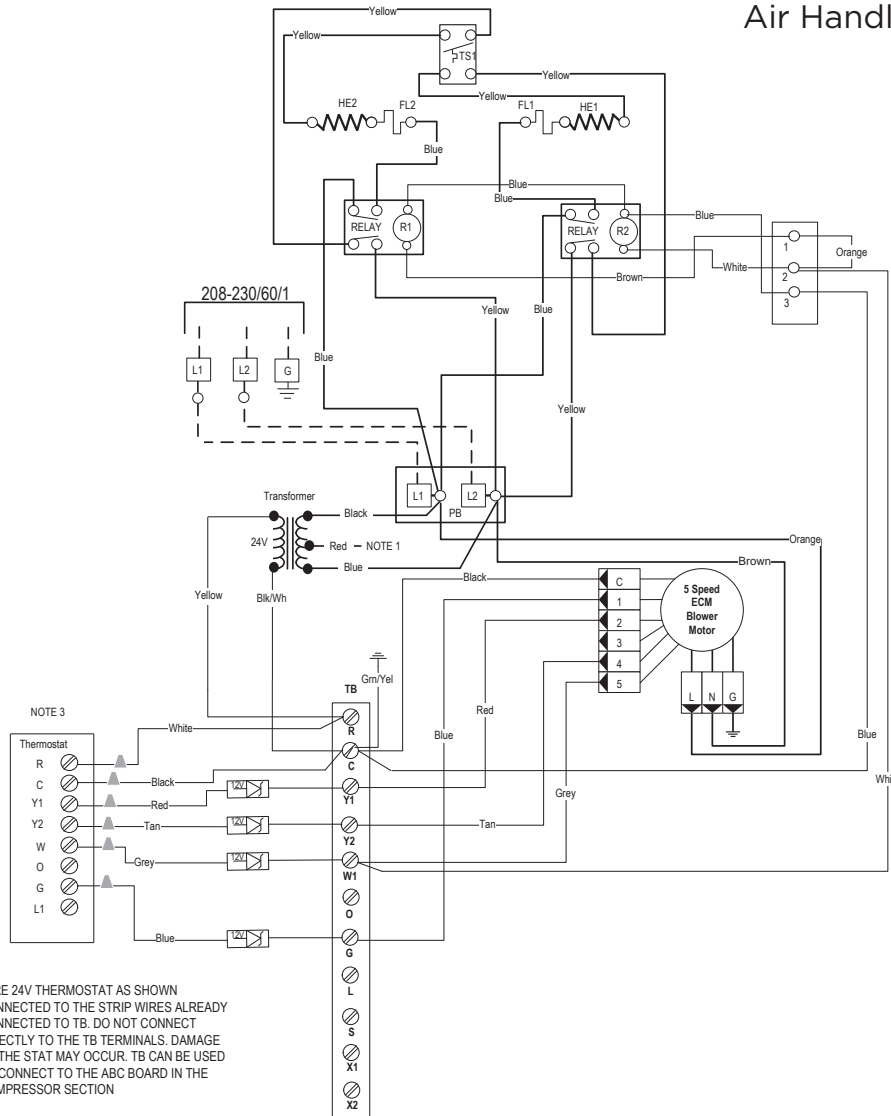 Air Handl
Yellow
Yellow
TS1
Yellow
Yellow
HE2
FL2
FL1
HE1
Blue
Blue
Blue
RELAY
R1
RELAY
R2
Blue
1
Orange
2
White
3
Brown
208-230/60/1
Yellow
Blue
Blue
L1
L2
G
Yellow
L1
L2
PB
Transformer
Black
24V
Red
NOTE 1
Blue
Orange
Brown
Black
Yellow
Blk/Wh
C
1
2
3
4
5
5 Speed
ECM
Blower
Motor
L
N
G
Grn/Yel
TB
NOTE 3
Red
Blue
Blue
White
R
Thermostat
R
C
C
Black
Whi
Y1
12V
Y1
Red
Grey
Y2
Tan
12V
Tan
Y2
W
Grey
12V
W1
O
O
G
L1
Blue
12V
G
L
RE 24V THERMOSTAT AS SHOWN
NNECTED TO THE STRIP WIRES ALREADY
NNECTED TO TB. DO NOT CONNECT
ECTLY TO THE TB TERMINALS. DAMAGE
THE STAT MAY OCCUR. TB CAN BE USED
CONNECT TO THE ABC BOARD IN THE
MPRESSOR SECTION
S
X1
X2